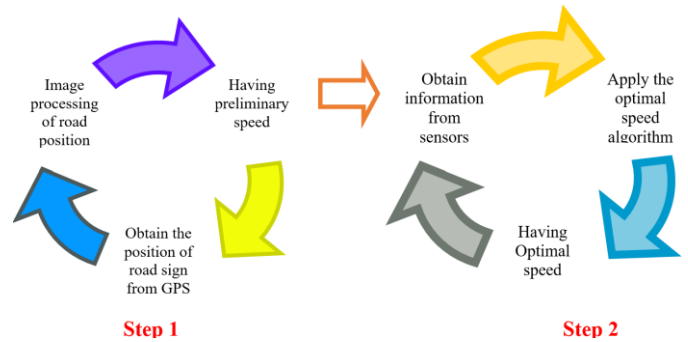 Image
processing
of road
position
Having
preliminary
speed
Obtain the
position of
road sign
from GPS
Step 1
Obtain
information
from
sensors
Apply the
optimal
speed
algorithm
Having
Optimal
speed
Step 2